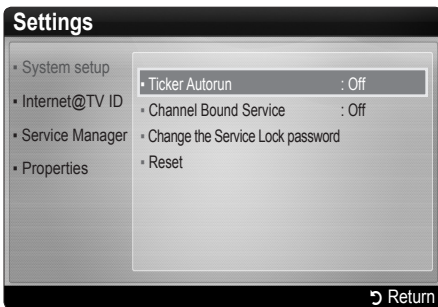 Settings
▪ System setup
▪ Internet@TV ID
▪ Service Manager
▪ Properties
▪ Ticker Autorun : Off
▪ Channel Bound Service : Off
▪ Change the Service Lock password
▪ Reset
⮌ Return